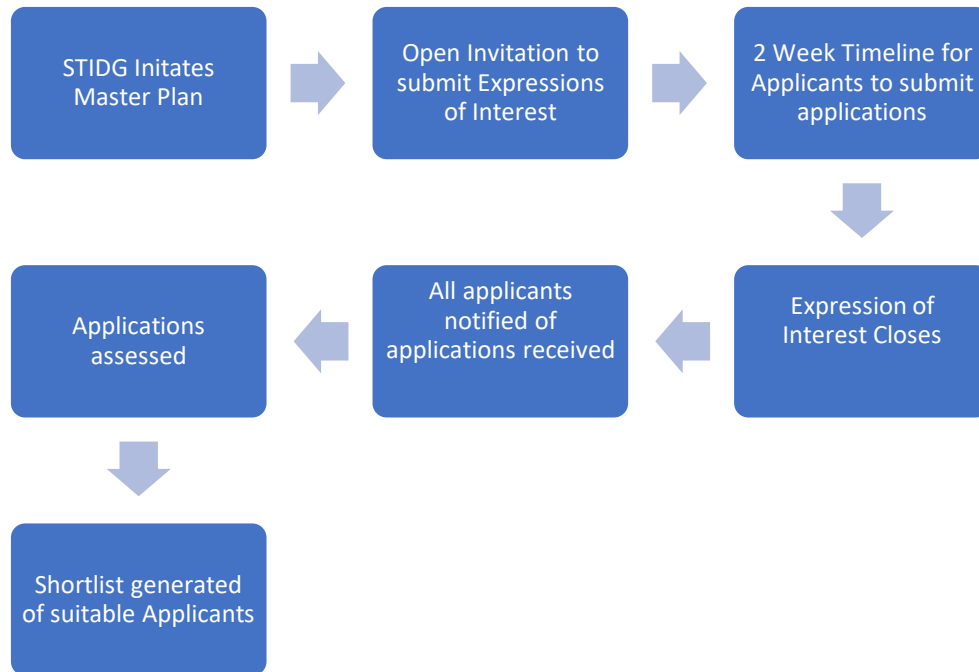 STIDG Initates
Master Plan
Open Invitation to
submit Expressions
of Interest
2 Week Timeline for
Applicants to submit
applications
Expression of
Interest Closes
All applicants
notified of
applications received
Applications
assessed
Shortlist generated
of suitable Applicants